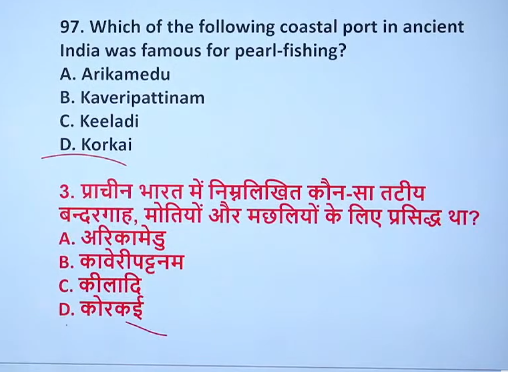 97. Which of the following coastal port in ancient
India was famous for pearl-fishing?
A. Arikamedu
B. Kaveripattinam
C. Keeladi
D. Korkai
3. प्राचीन भारत में निम्नलिखित कौन-सा तटीय
बन्दरगाह, मोतियों और मछलियों के लिए प्रसिद्ध था?
A. अरिकामेडु
B. कावेरीपट्टनम
C. कीलादि
D. कोरकई